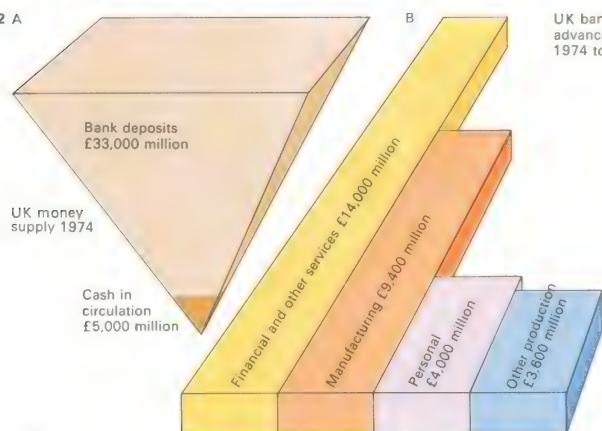 2 A
Bank deposits
£33,000 million
UK money
supply 1974
Cash in
circulation
£5,000 million
B
UK ban
advanc
1974 to
Financial and other services £14,000 million
Manufacturing £9,400 million
Personal
£4,000 million
Other production
£3,600 million